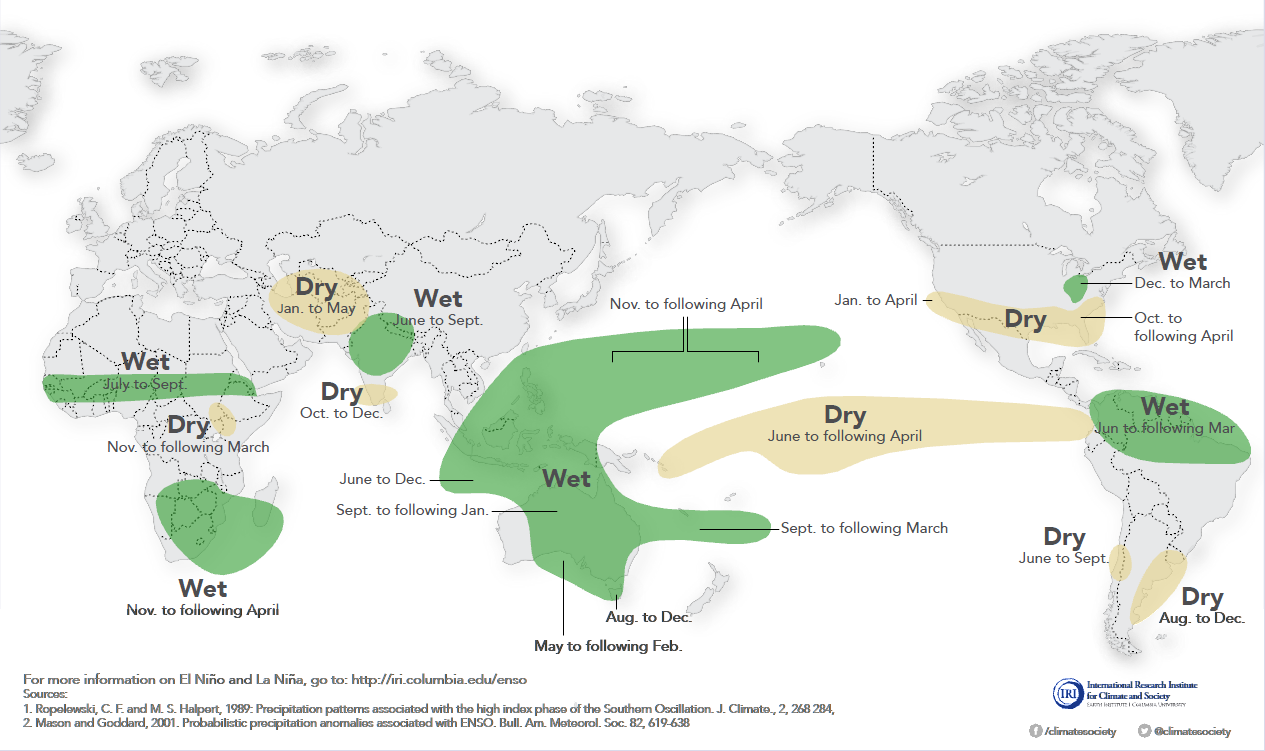 Wet
Dec. to March
Dry
Jan. to May
Wet
June to Sept.
Nov. to following April
Jan. to April
Dry
Oct. to
following April
Wet
July to Sept.
Dry
Oct. to Dec.
Dry
Nov. to following March
Dry
June to following April
Wet
Jun to following Mar
June to Dec.
Wet
Sept. to following Jan.
Sept. to following March
Dry
June to Sept.
Wet
Nov. to following April
Aug. to Dec.
May to following Feb.
Dry
Aug. to Dec.
For more information on El Niño and La Niña, go to: http://iri.columbia.edu/enso
Sources:
1. Ropelewski, C. F. and M. S. Halpert, 1989: Precipitation patterns associated with the high index phase of the Southern Oscillation. J. Climate., 2, 268 284,
2. Mason and Goddard, 2001. Probabilistic precipitation anomalies associated with ENSO. Bull. Am. Meteorol. Soc. 82, 619-638
IRI
International Research Institute
for Climate and Society
EARTH INSTITUTE | COLUMBIA UNIVERSITY
/climatesociety
@climatesociety